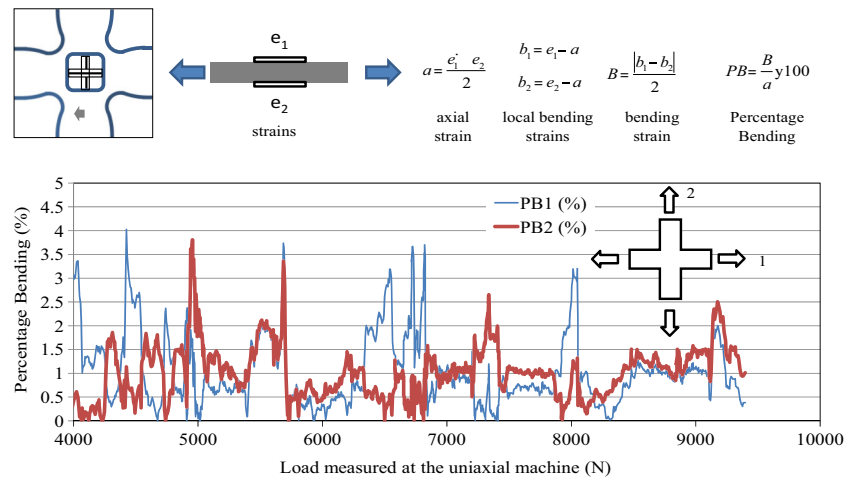 e1
e2
strains
a = e1· e2 / 2
axial
strain
b1 = e1 – a
b2 = e2 – a
local bending
strains
B = |b1 – b2| / 2
bending
strain
PB = B / a y100
Percentage
Bending
Percentage Bending (%)
5
4.5
4
3.5
3
2.5
2
1.5
1
0.5
0
PB1 (%)
PB2 (%)
2
1
4000 5000 6000 7000 8000 9000 10000
Load measured at the uniaxial machine (N)